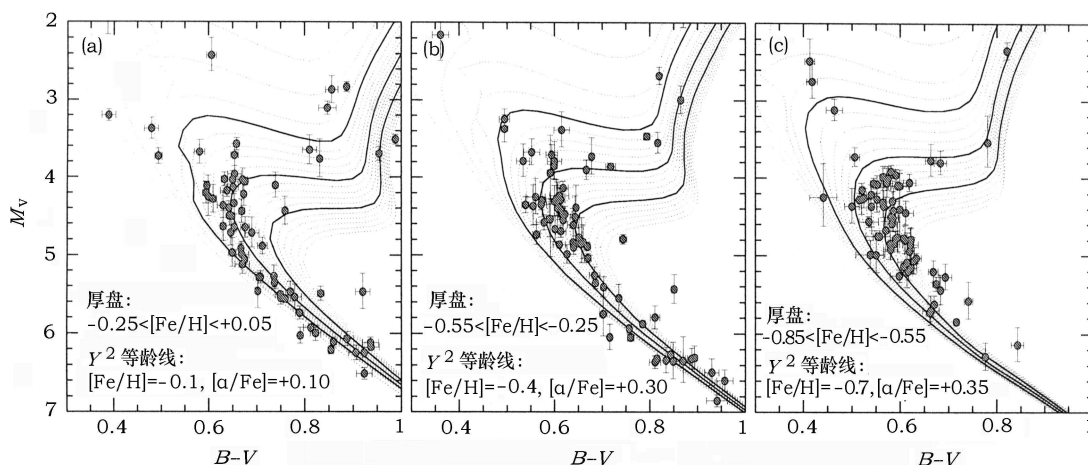 (a)
(b)
(c)
2
3
4
5
6
7
M_v
厚盘:
-0.25<[Fe/H]<+0.05
Y² 等龄线:
[Fe/H]=-0.1, [α/Fe]=+0.10
厚盘:
-0.55<[Fe/H]<-0.25
Y² 等龄线:
[Fe/H]=-0.4, [α/Fe]=+0.30
厚盘:
-0.85<[Fe/H]<-0.55
Y² 等龄线:
[Fe/H]=-0.7,[α/Fe]=+0.35
0.4 0.6 0.8 1
0.4 0.6 0.8 1
0.4 0.6 0.8 1
B-V
B-V
B-V